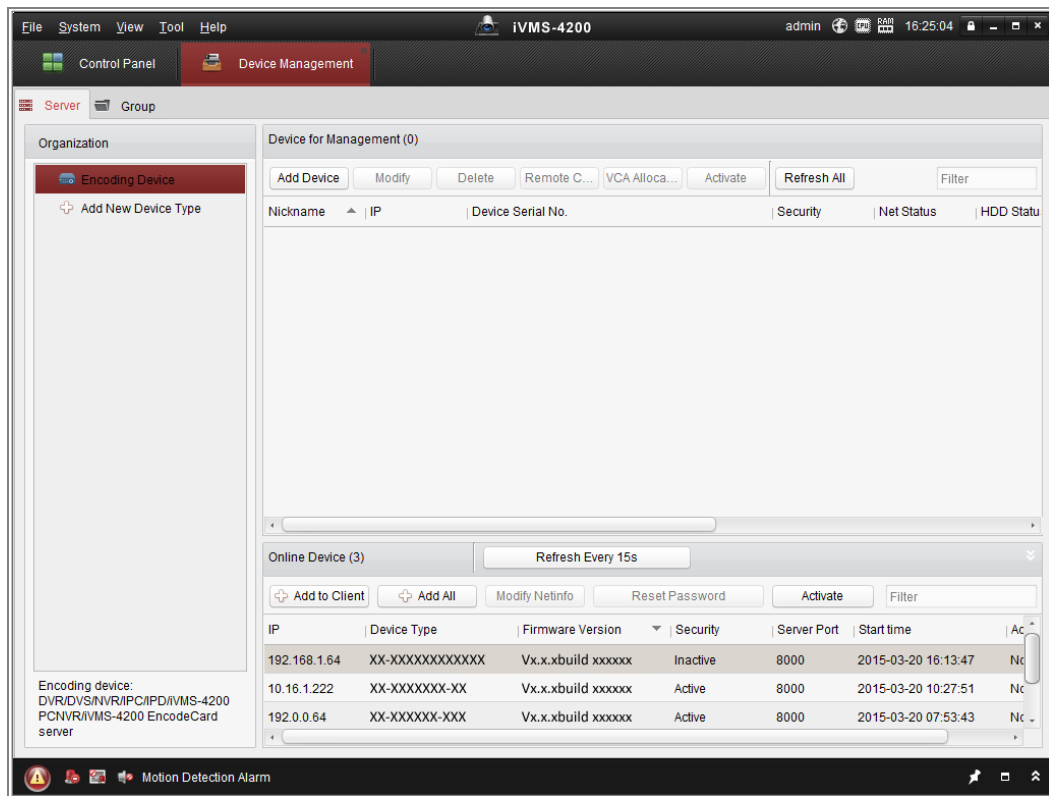 File System View Tool Help iVMS-4200 admin CPU RAM 16:25:04
Control Panel Device Management
Server Group
Organization
Encoding Device
Add New Device Type
Encoding device:
DVR/DVS/NVR/IPC/IPD/iVMS-4200
PCNVR/iVMS-4200 EncodeCard
server
Device for Management (0)
Add Device Modify Delete Remote C... VCA Alloca... Activate Refresh All Filter
Nickname IP Device Serial No. Security Net Status HDD Statu
Online Device (3) Refresh Every 15s
Add to Client Add All Modify Netinfo Reset Password Activate Filter
IP Device Type Firmware Version Security Server Port Start time Ad
192.168.1.64 XX-XXXXXXXXXXXX Vx.x.xbuild xxxxxx Inactive 8000 2015-03-20 16:13:47 No
10.16.1.222 XX-XXXXXXX-XX Vx.x.xbuild xxxxxx Active 8000 2015-03-20 10:27:51 No
192.0.0.64 XX-XXXXXX-XXX Vx.x.xbuild xxxxxx Active 8000 2015-03-20 07:53:43 No
Motion Detection Alarm